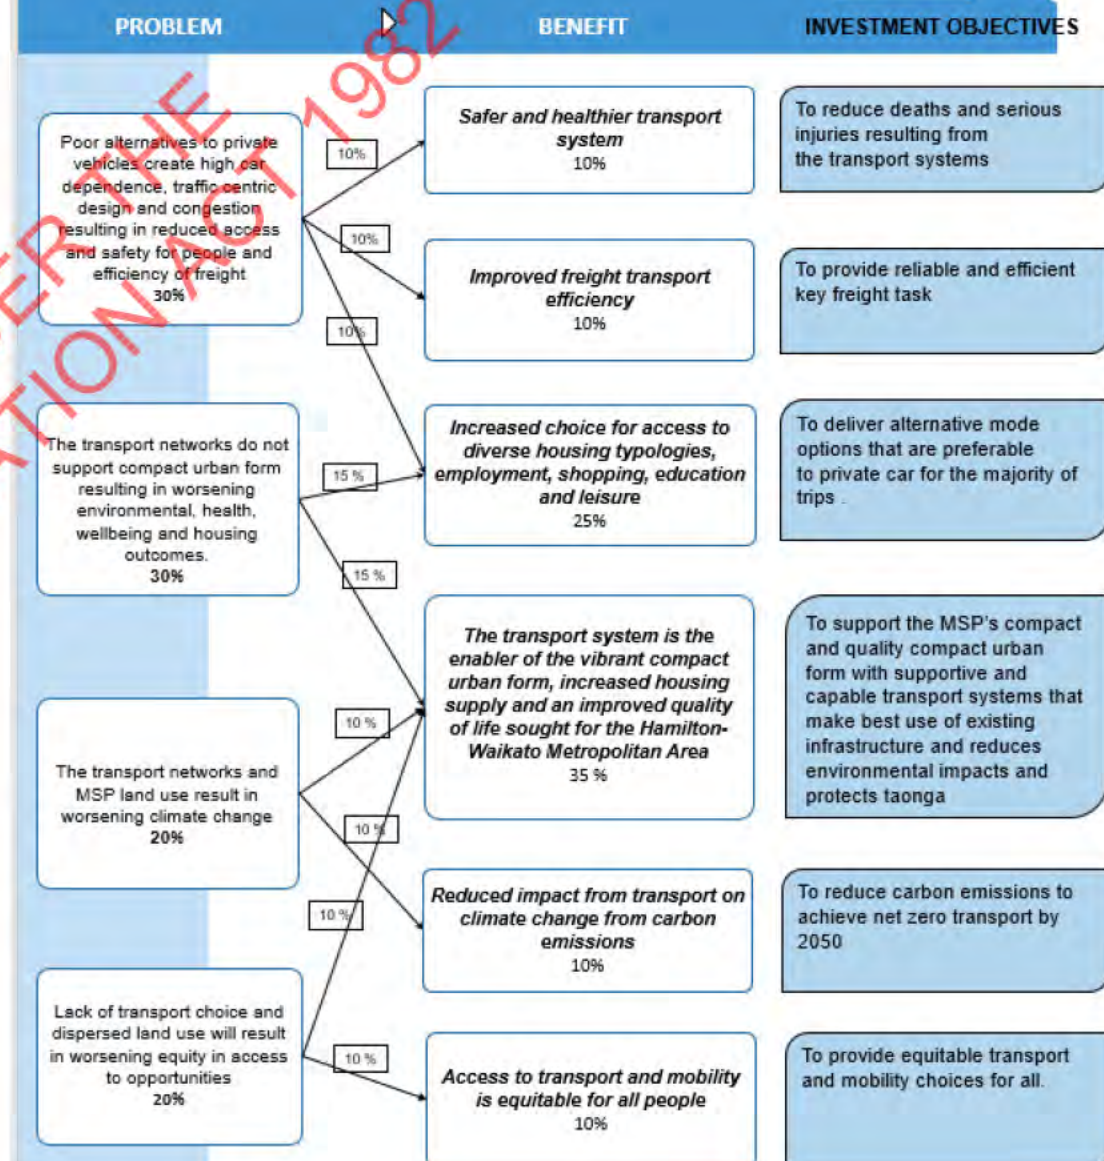 PROBLEM
BENEFIT
INVESTMENT OBJECTIVES
Poor alternatives to private
vehicles create high car
dependence, traffic centric
design and congestion
resulting in reduced access
and safety for people and
efficiency of freight
30%
The transport networks do not
support compact urban form
resulting in worsening
environmental, health,
wellbeing and housing
outcomes.
30%
The transport networks and
MSP land use result in
worsening climate change
20%
Lack of transport choice and
dispersed land use will result
in worsening equity in access
to opportunities
20%
10%
10%
10%
15 %
15 %
10 %
10 %
10 %
10 %
Safer and healthier transport
system
10%
Improved freight transport
efficiency
10%
Increased choice for access to
diverse housing typologies,
employment, shopping, education
and leisure
25%
The transport system is the
enabler of the vibrant compact
urban form, increased housing
supply and an improved quality
of life sought for the Hamilton-
Waikato Metropolitan Area
35 %
Reduced impact from transport on
climate change from carbon
emissions
10%
Access to transport and mobility
is equitable for all people
10%
To reduce deaths and serious
injuries resulting from
the transport systems
To provide reliable and efficient
key freight task
To deliver alternative mode
options that are preferable
to private car for the majority of
trips .
To support the MSP's compact
and quality compact urban
form with supportive and
capable transport systems that
make best use of existing
infrastructure and reduces
environmental impacts and
protects taonga
To reduce carbon emissions to
achieve net zero transport by
2050
To provide equitable transport
and mobility choices for all.
THE
ACT 1982